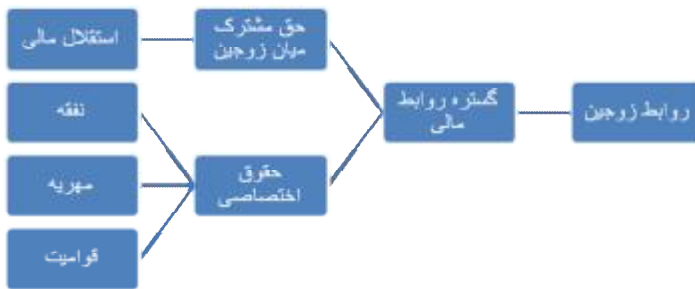 روابط زوجین
گستره روابط
مالی
حق مشترک
میان زوجین
استقلال مالی
حقوق
اختصاصی
نفقه
مهریه
قوامیت